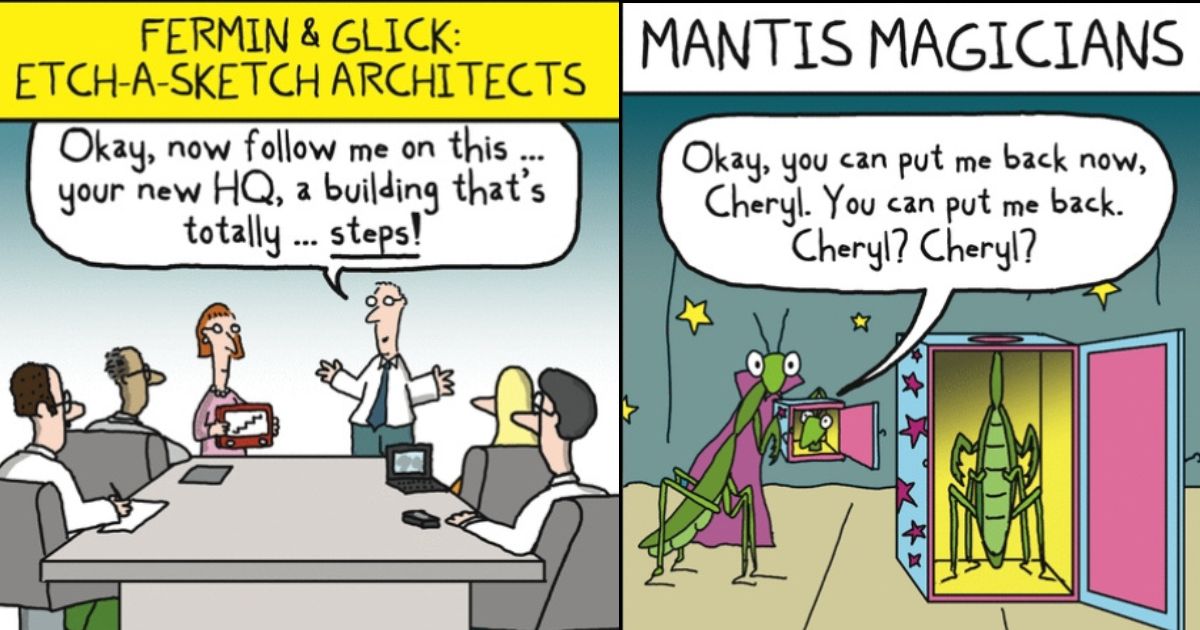 FERMIN & GLICK:
ETCH-A-SKETCH ARCHITECTS
Okay, now follow me on this ...
your new HQ, a building that's
totally ... steps!
MANTIS MAGICIANS
Okay, you can put me back now,
Cheryl. You can put me back.
Cheryl? Cheryl?